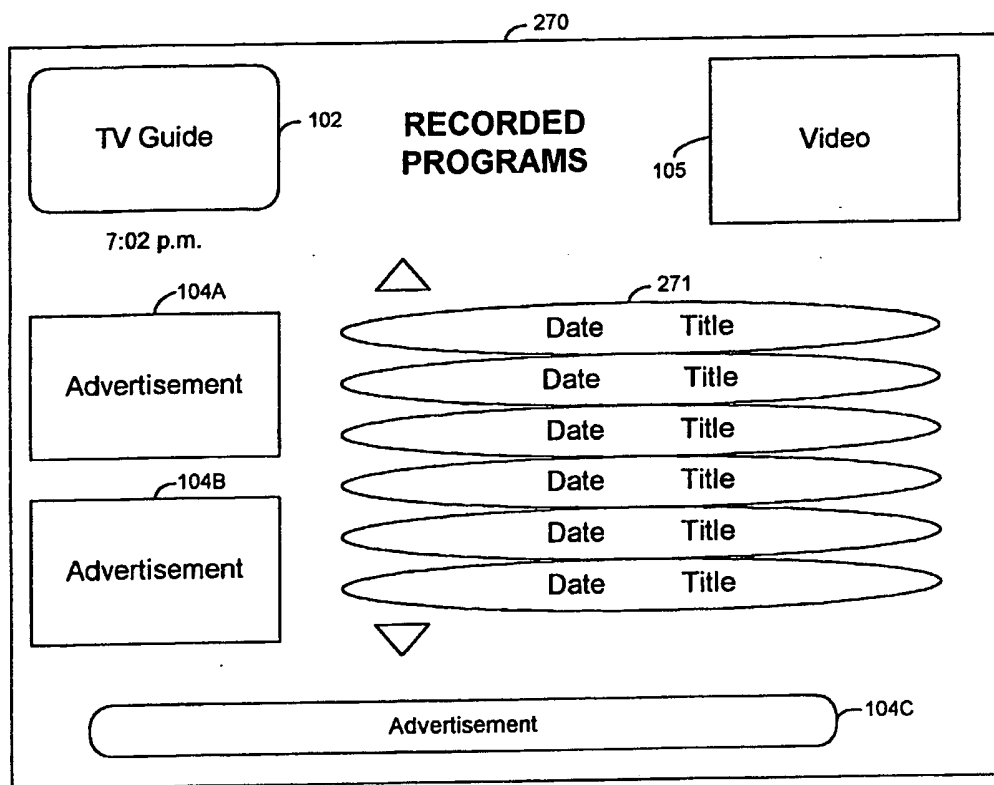 270
TV Guide
102
RECORDED
PROGRAMS
105
Video
7:02 p.m.
104A
Advertisement
271
Date Title
Date Title
Date Title
Date Title
Date Title
Date Title
104B
Advertisement
Advertisement
104C